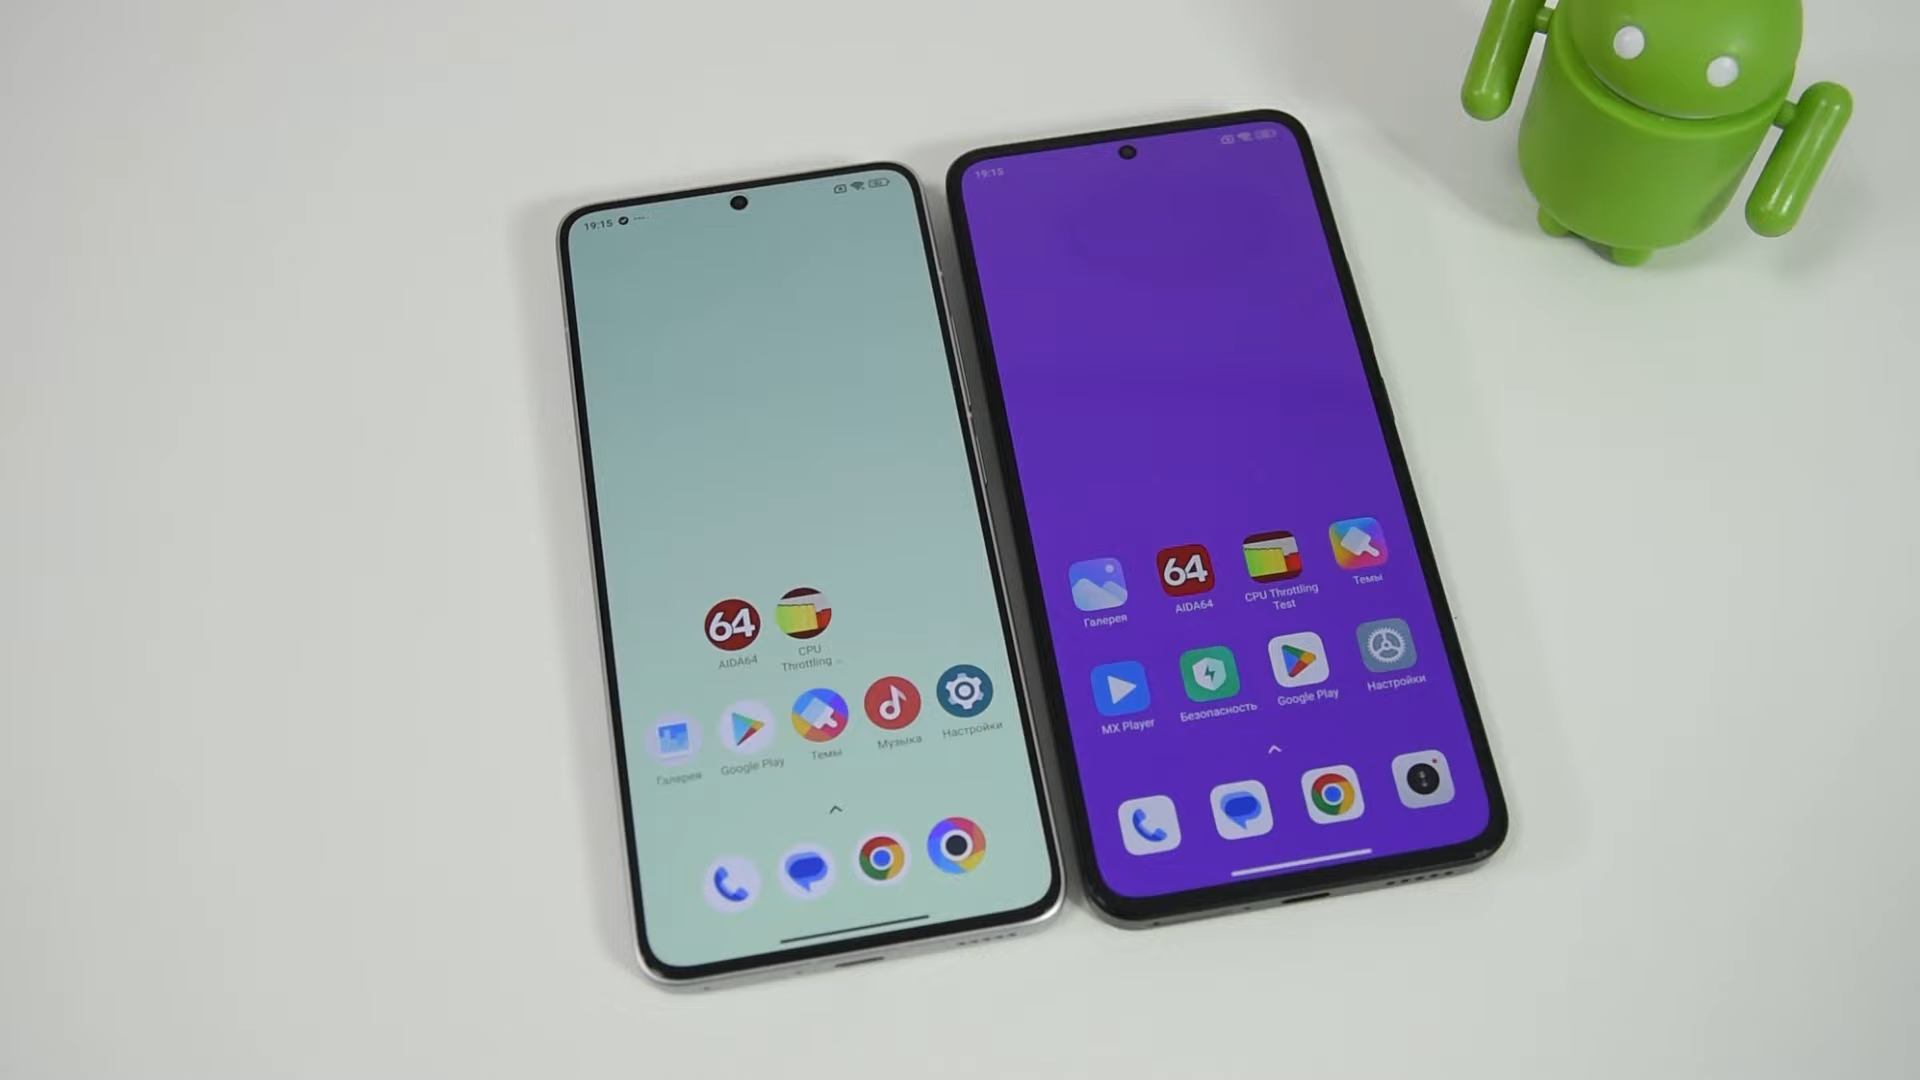 19:15
64
AIDA64
CPU
Throttling ...
Галерея
Google Play
Темы
Музыка
Настройки
19:15
Галерея
64
AIDA64
CPU Throttling
Test
Темы
MX Player
Безопасность
Google Play
Настройки